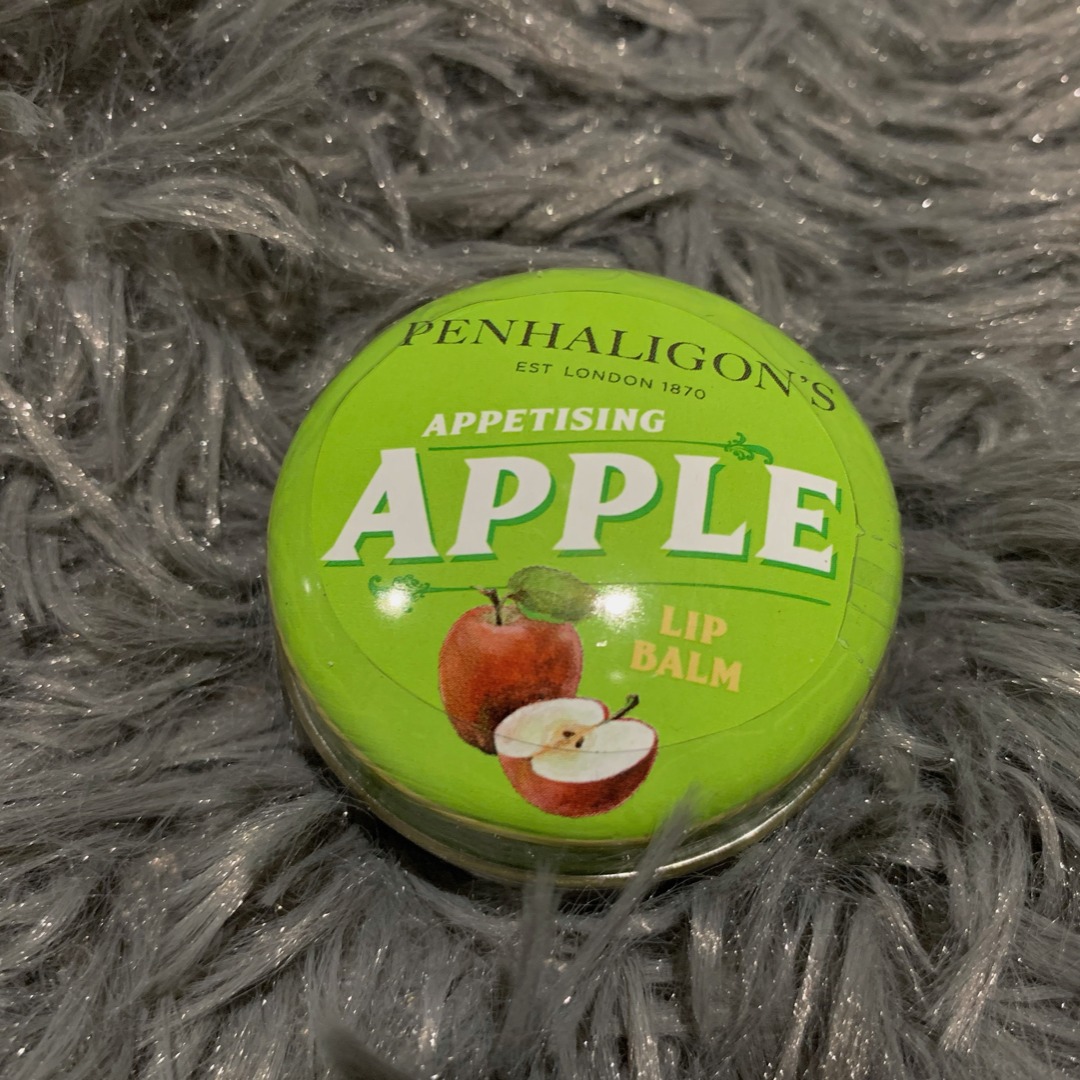 PENHALIGON'S
EST LONDON 1870
APPETISING
APPLE
LIP
BALM